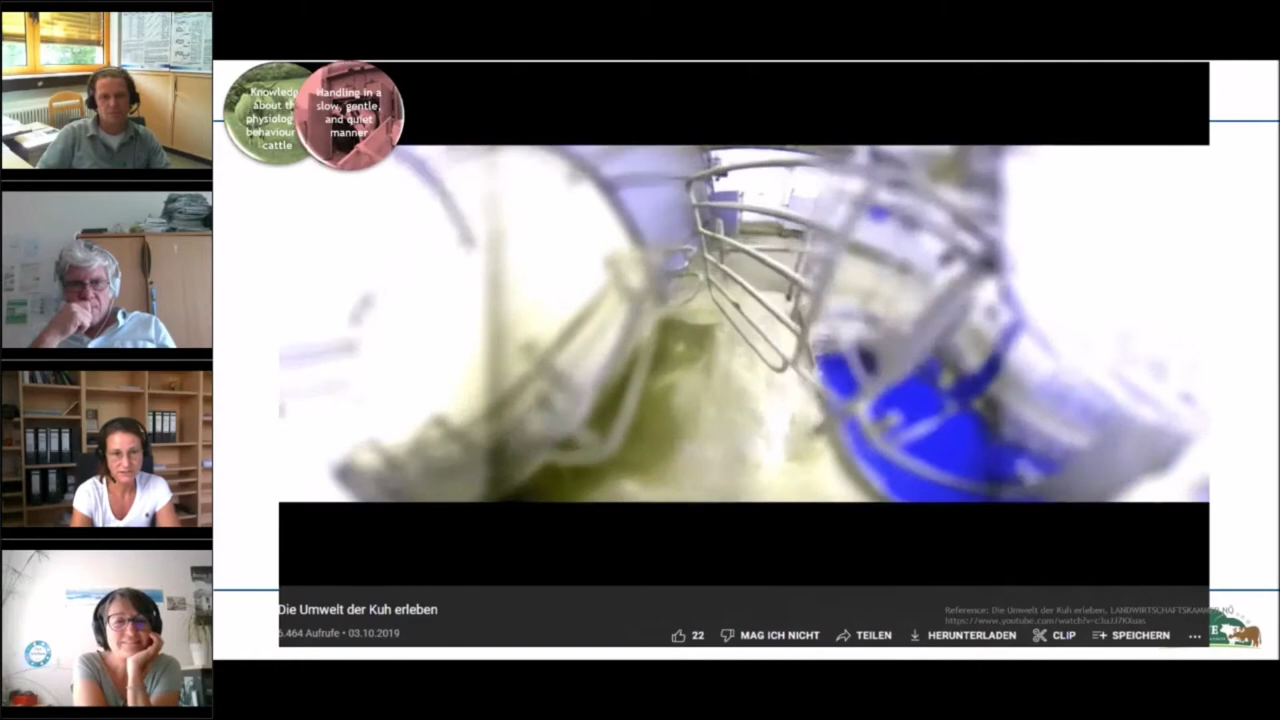 Knowledg
about th
physiolog
behaviour
cattle
Handling in a
slow, gentle,
and quiet
manner
Die Umwelt der Kuh erleben
6.464 Aufrufe • 03.10.2019
22 MAG ICH NICHT TEILEN HERUNTERLADEN CLIP SPEICHERN ...
Reference: Die Umwelt der Kuh erleben, LANDWIRTSCHAFTSKAMMER NÖ